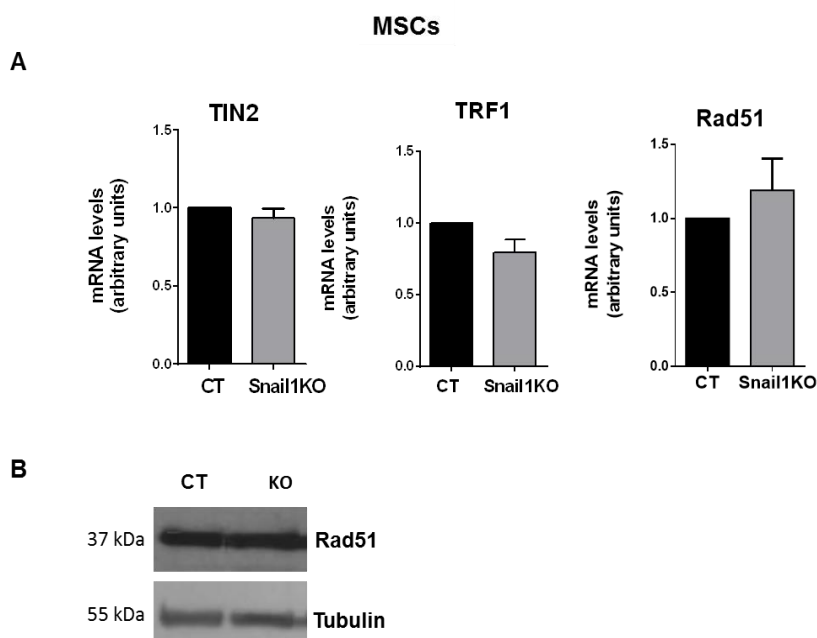 MSCs
A
TIN2
TRF1
Rad51
mRNA levels
(arbitrary units)
1.5
1.0
0.5
0.0
CT Snail1KO
mRNA levels
(arbitrary units)
1.5
1.0
0.5
0.0
CT Snail1KO
mRNA levels
(arbitrary units)
1.5
1.0
0.5
0.0
CT Snail1KO
B
CT KO
37 kDa Rad51
55 kDa Tubulin